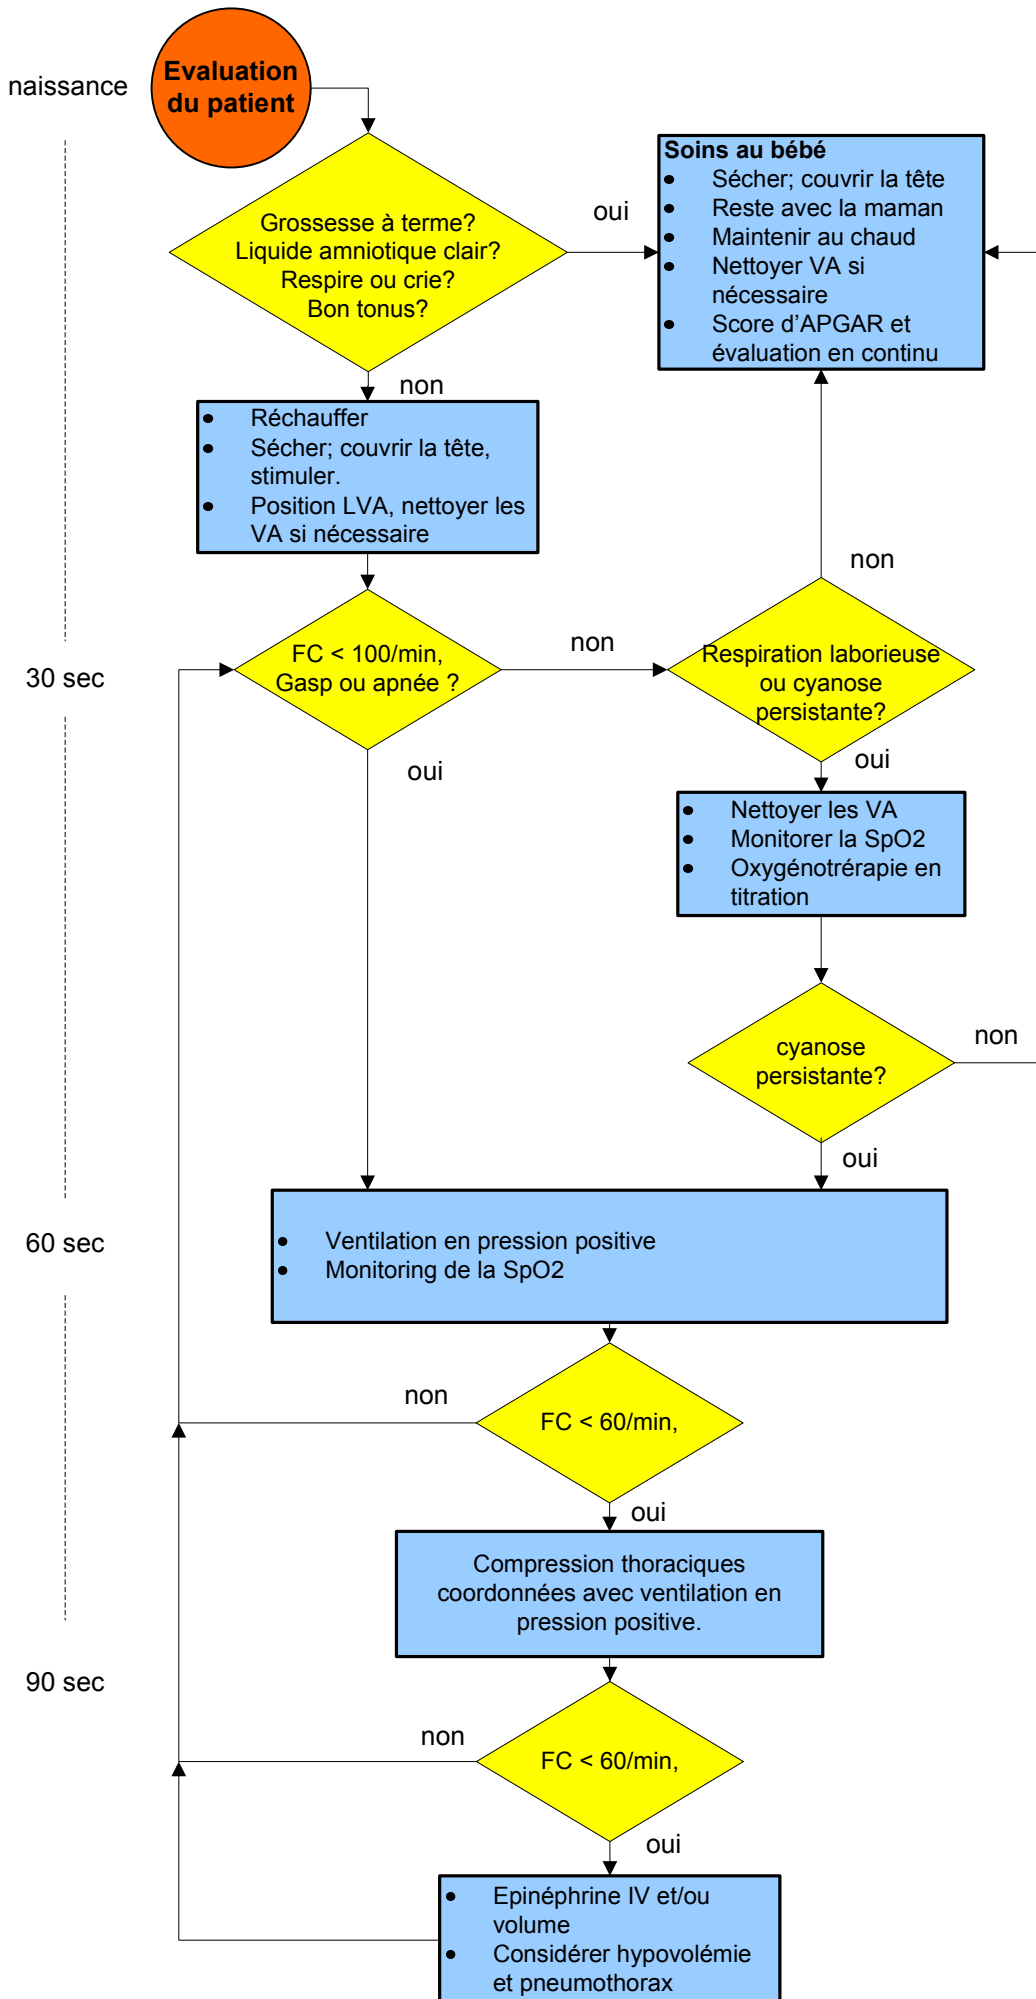 naissance
Evaluation
du patient
Grossesse à terme?
Liquide amniotique clair?
Respire ou crie?
Bon tonus?
oui
Soins au bébé
• Sécher; couvrir la tête
• Reste avec la maman
• Maintenir au chaud
• Nettoyer VA si
nécessaire
• Score d'APGAR et
évaluation en continu
non
• Réchauffer
• Sécher; couvrir la tête,
stimuler.
• Position LVA, nettoyer les
VA si nécessaire
non
30 sec
FC < 100/min,
Gasp ou apnée ?
non
Respiration laborieuse
ou cyanose
persistante?
oui
oui
• Nettoyer les VA
• Monitorer la SpO2
• Oxygénotrérapie en
titration
cyanose
persistante?
non
oui
60 sec
• Ventilation en pression positive
• Monitoring de la SpO2
non
FC < 60/min,
oui
Compression thoraciques
coordonnées avec ventilation en
pression positive.
90 sec
non
FC < 60/min,
oui
• Epinéphrine IV et/ou
volume
• Considérer hypovolémie
et pneumothorax